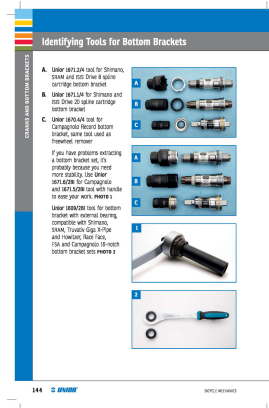 Identifying Tools for Bottom Brackets
CRANKS AND BOTTOM BRACKETS
A. Unior 1671.2/4 tool for Shimano,
SRAM and ISIS Drive 8 spline
cartridge bottom bracket
B. Unior 1671.1/4 for Shimano and
ISIS Drive 20 spline cartridge
bottom bracket
C. Unior 1670.4/4 tool for
Campagnolo Record bottom
bracket, same tool used as
freewheel remover
If you have problems extracting
a bottom bracket set, it's
probably because you need
more stability. Use Unior
1671.6/2BI for Campagnolo
and 1671.5/2BI tool with handle
to ease your work. PHOTO 1
Unior 1609/2BI tool for bottom
bracket with external bearing,
compatible with Shimano,
SRAM, Truvativ Giga X-Pipe
and Howitzer, Race Face,
FSA and Campagnolo 16-notch
bottom bracket sets PHOTO 2
A
B
C
A
B
C
1
2
144
UNIOR
BICYCLE MECHANICS